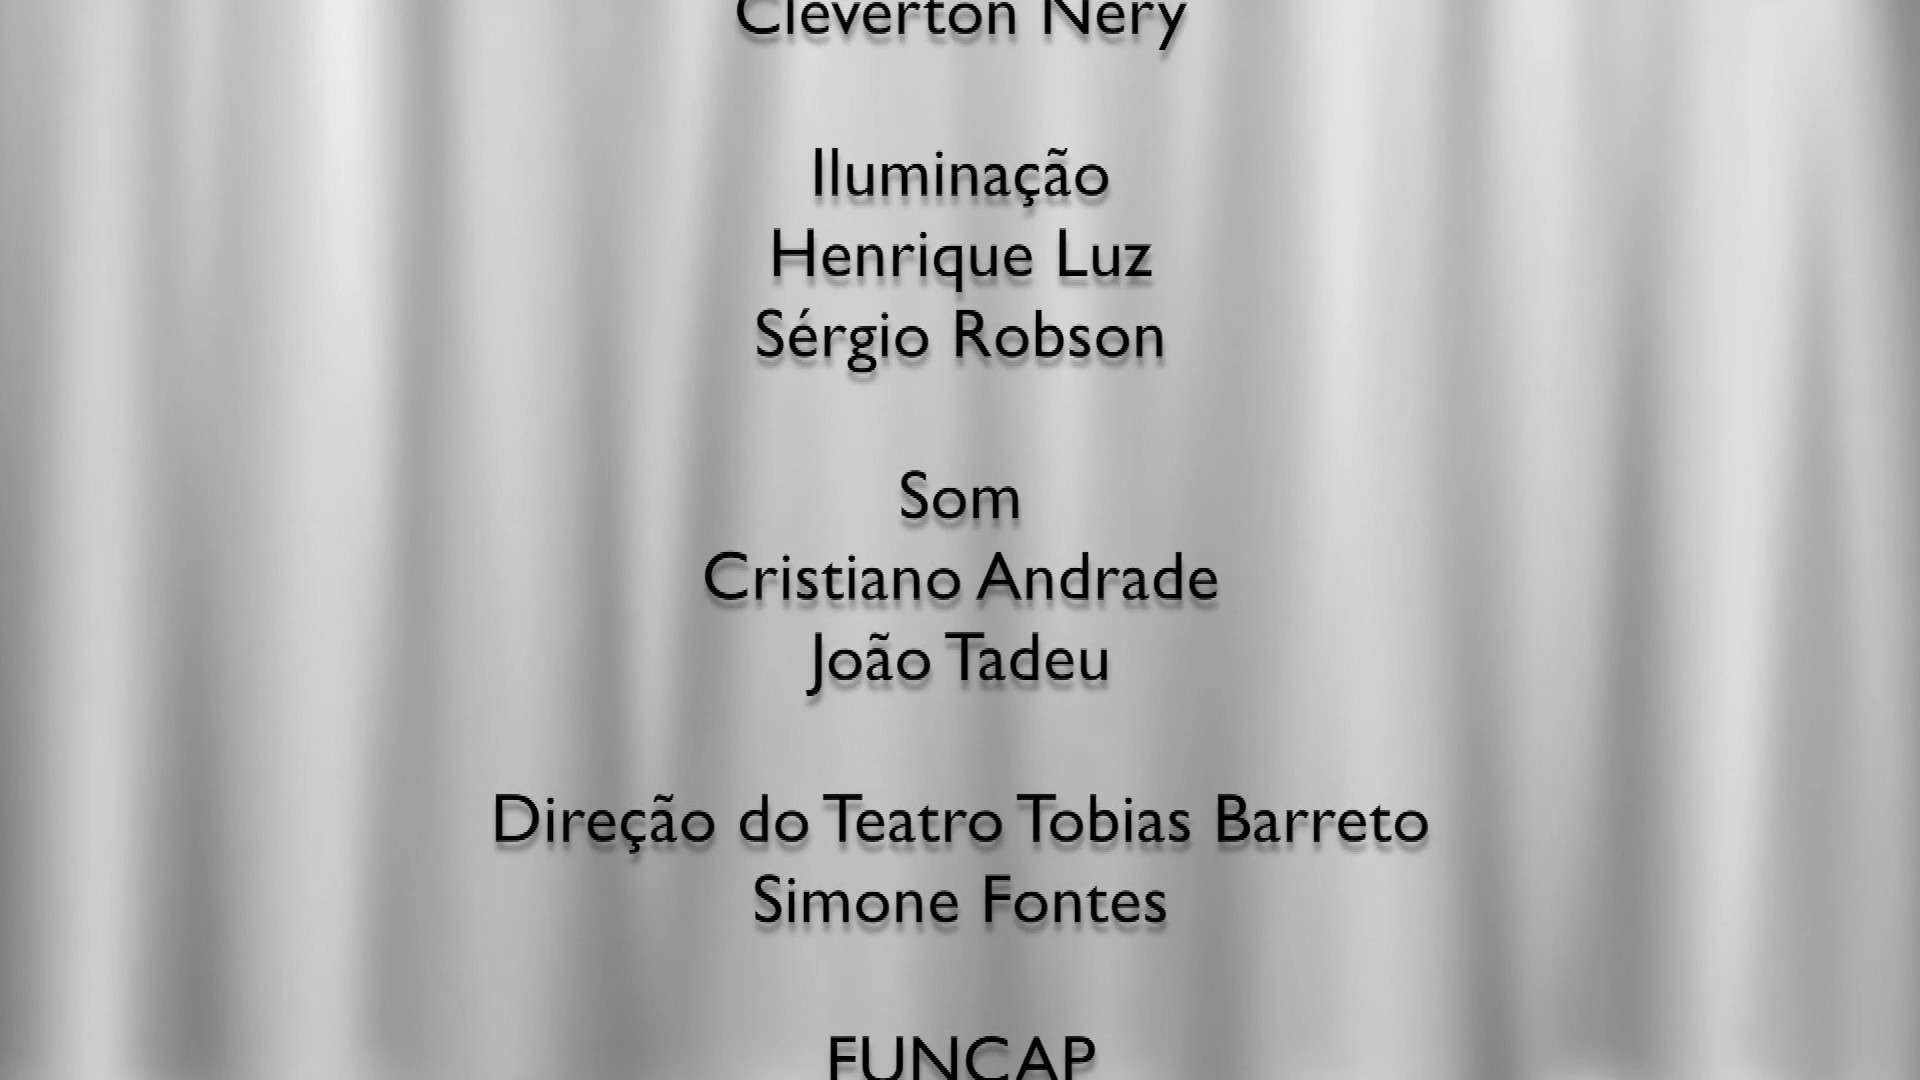 Cleverton Nery
Iluminação
Henrique Luz
Sérgio Robson
Som
Cristiano Andrade
João Tadeu
Direção do Teatro Tobias Barreto
Simone Fontes
FUNCAP